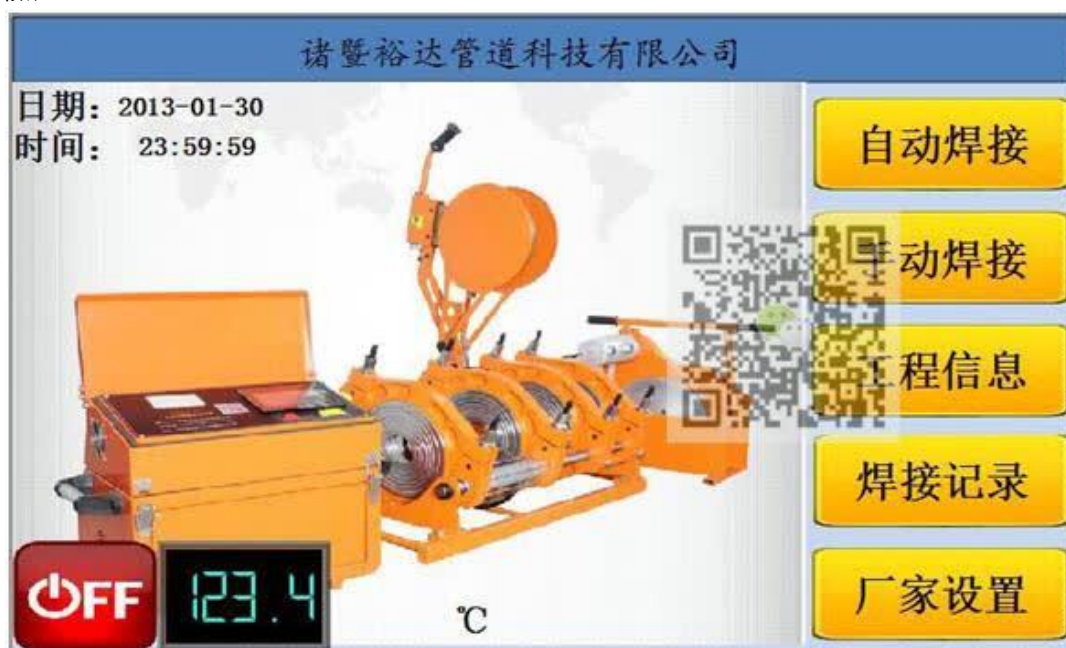 诸暨裕达管道科技有限公司
日期：2013-01-30
时间： 23:59:59
自动焊接
手动焊接
工程信息
焊接记录
厂家设置
OFF
123.4
℃